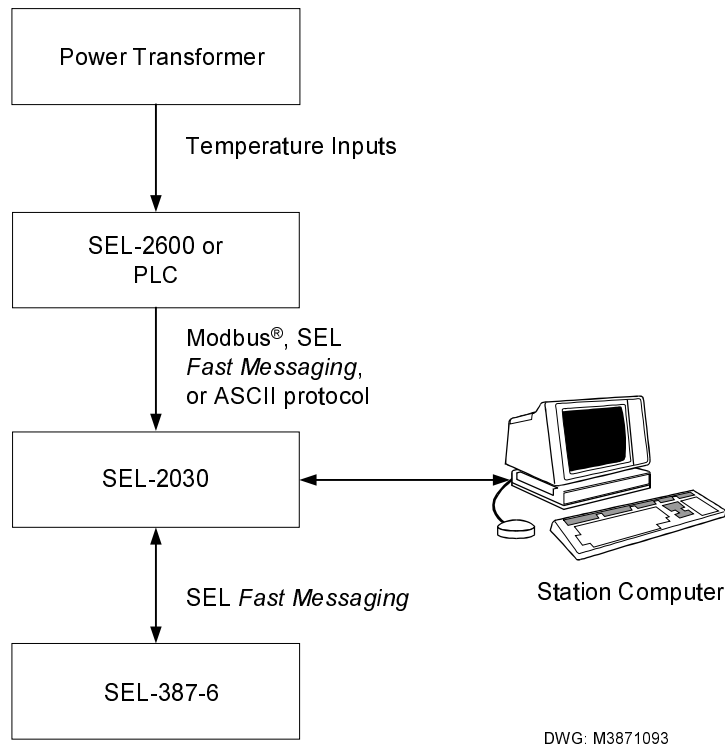 Power Transformer
Temperature Inputs
SEL-2600 or
PLC
Modbus®, SEL
Fast Messaging,
or ASCII protocol
SEL-2030
Station Computer
SEL Fast Messaging
SEL-387-6
DWG: M3871093